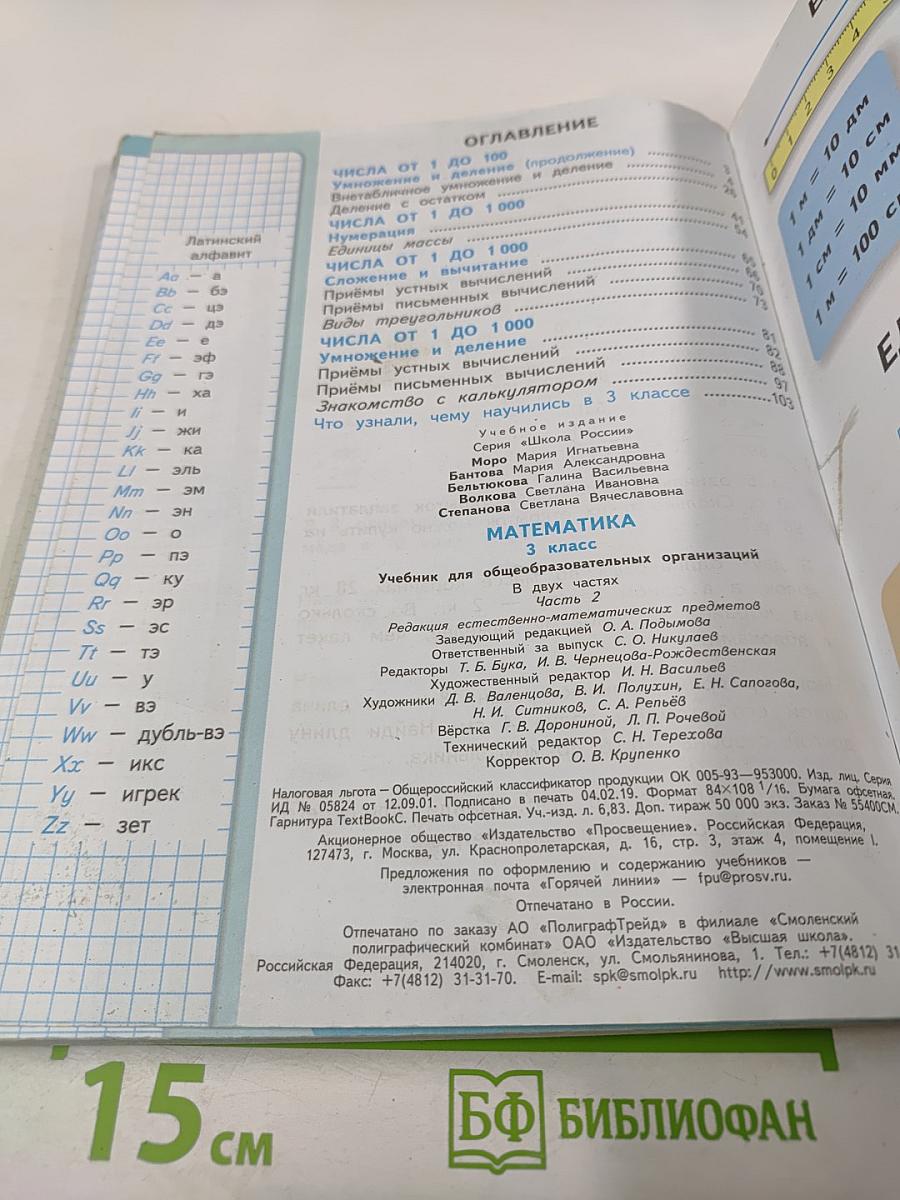 Латинский
алфавит
Aa — а
Bb — бэ
Cc — цэ
Dd — дэ
Ee — е
Ff — эф
Gg — гэ
Hh — ха
Ii — и
Jj — жи
Kk — ка
Ll — эль
Mm — эм
Nn — эн
Oo — о
Pp — пэ
Qq — ку
Rr — эр
Ss — эс
Tt — тэ
Uu — у
Vv — вэ
Ww — дубль-вэ
Xx — икс
Yy — игрек
Zz — зет
ОГЛАВЛЕНИЕ
ЧИСЛА ОТ 1 ДО 100
Умножение и деление (продолжение)
Внетабличное умножение и деление
Деление с остатком
ЧИСЛА ОТ 1 ДО 1 000
Нумерация
Единицы массы
ЧИСЛА ОТ 1 ДО 1 000
Сложение и вычитание
Приёмы устных вычислений
Приёмы письменных вычислений
Виды треугольников 73
ЧИСЛА ОТ 1 ДО 1 000
Умножение и деление 81
Приёмы устных вычислений 82
Приёмы письменных вычислений 88
Знакомство с калькулятором 97
Что узнали, чему научились в 3 классе 103
Учебное издание
Серия «Школа России»
Моро Мария Игнатьевна
Бантова Мария Александровна
Бельтюкова Галина Васильевна
Волкова Светлана Ивановна
Степанова Светлана Вячеславовна
МАТЕМАТИКА
3 класс
Учебник для общеобразовательных организаций
В двух частях
Часть 2
Редакция естественно-математических предметов
Заведующий редакцией О. А. Подымова
Ответственный за выпуск С. О. Никулаев
Редакторы Т. Б. Бука, И. В. Чернецова-Рождественская
Художественный редактор И. Н. Васильев
Художники Д. В. Валенцова, В. И. Полухин, Е. Н. Сапогова,
Н. И. Ситников, С. А. Репьёв
Вёрстка Г. В. Дорониной, Л. П. Рочевой
Технический редактор С. Н. Терехова
Корректор О. В. Крупенко
Налоговая льгота — Общероссийский классификатор продукции ОК 005-93—953000. Изд. лиц. Серия
ИД № 05824 от 12.09.01. Подписано в печать 04.02.19. Формат 84×108 1/16. Бумага офсетная.
Гарнитура TextBookC. Печать офсетная. Уч.-изд. л. 6,83. Доп. тираж 50 000 экз. Заказ № 55400СМ.
Акционерное общество «Издательство «Просвещение». Российская Федерация,
127473, г. Москва, ул. Краснопролетарская, д. 16, стр. 3, этаж 4, помещение I.
Предложения по оформлению и содержанию учебников —
электронная почта «Горячей линии» — fpu@prosv.ru.
Отпечатано в России.
Отпечатано по заказу АО «ПолиграфТрейд» в филиале «Смоленский
полиграфический комбинат» ОАО «Издательство «Высшая школа».
Российская Федерация, 214020, г. Смоленск, ул. Смольянинова, 1. Тел.: +7(4812) 31
Факс: +7(4812) 31-31-70. E-mail: spk@smolpk.ru http://www.smolpk.ru
0 1 2 3 4
1 м = 10 дм
1 дм = 10 см
1 см = 10 мм
1 м = 100 с
15 см
БФ БИБЛИОФАН